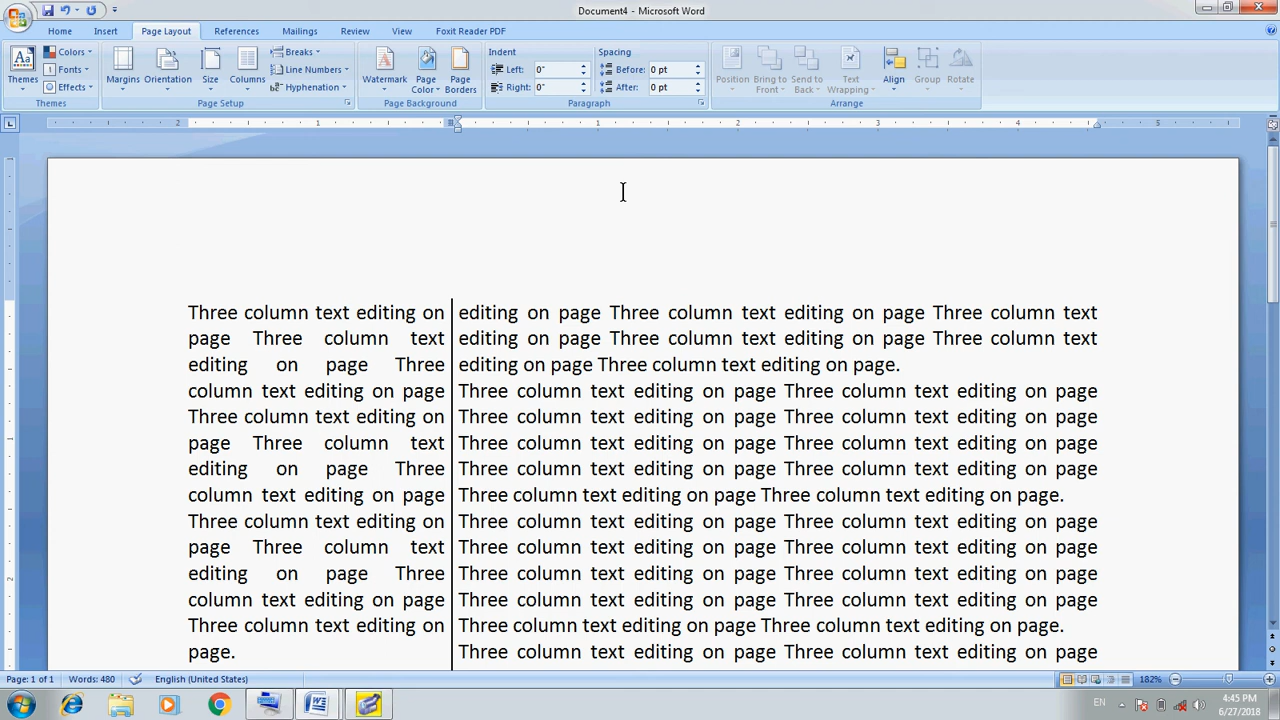 Document4 - Microsoft Word
Home Insert Page Layout References Mailings Review View Foxit Reader PDF
Themes
Colors
Fonts
Effects
Themes
Margins
Orientation
Size
Columns
Breaks
Line Numbers
Hyphenation
Page Setup
Watermark
Page Color
Page Borders
Page Background
Indent
Left: 0"
Right: 0"
Spacing
Before: 0 pt
After: 0 pt
Paragraph
Position
Bring to Front
Send to Back
Text Wrapping
Align
Group
Rotate
Arrange
2 1 1 2 3 4 5
Three column text editing on
page Three column text
editing on page Three
column text editing on page
Three column text editing on
page Three column text
editing on page Three
column text editing on page
Three column text editing on
page Three column text
editing on page Three
column text editing on page
Three column text editing on
page.
editing on page Three column text editing on page Three column text
editing on page Three column text editing on page Three column text
editing on page Three column text editing on page.
Three column text editing on page Three column text editing on page
Three column text editing on page Three column text editing on page
Three column text editing on page Three column text editing on page
Three column text editing on page Three column text editing on page
Three column text editing on page Three column text editing on page.
Three column text editing on page Three column text editing on page
Three column text editing on page Three column text editing on page
Three column text editing on page Three column text editing on page
Three column text editing on page Three column text editing on page
Three column text editing on page Three column text editing on page.
Three column text editing on page Three column text editing on page
Page: 1 of 1 Words: 480 English (United States) 182%
EN 4:45 PM
6/27/2018